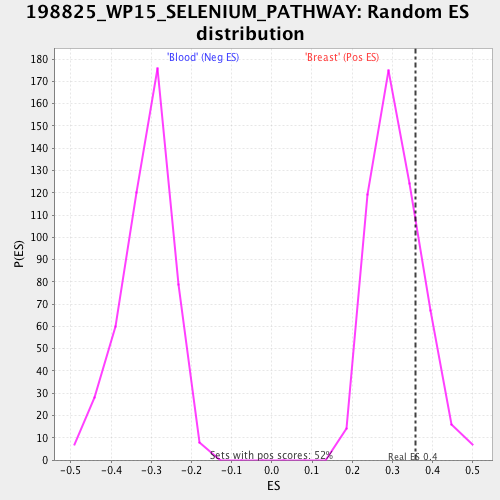 198825_WP15_SELENIUM_PATHWAY: Random ES
distribution
'Blood' (Neg ES) 'Breast' (Pos ES)
180
170
160
150
140
130
120
110
100
90
80
70
60
50
40
30
20
10
0
P(ES)
Sets with pos scores: 52%
Real ES 0.4
-0.5 -0.4 -0.3 -0.2 -0.1 0.0 0.1 0.2 0.3 0.4 0.5
ES